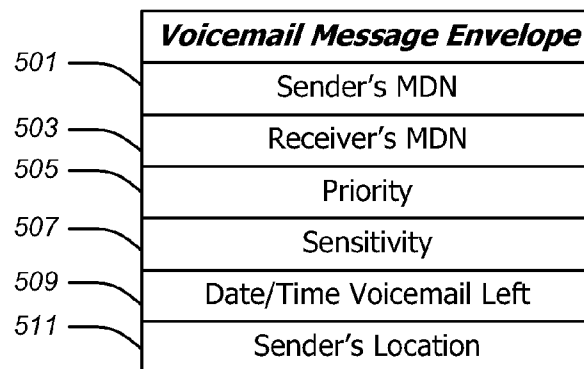 Voicemail Message Envelope
501
Sender's MDN
503
Receiver's MDN
505
Priority
507
Sensitivity
509
Date/Time Voicemail Left
511
Sender's Location